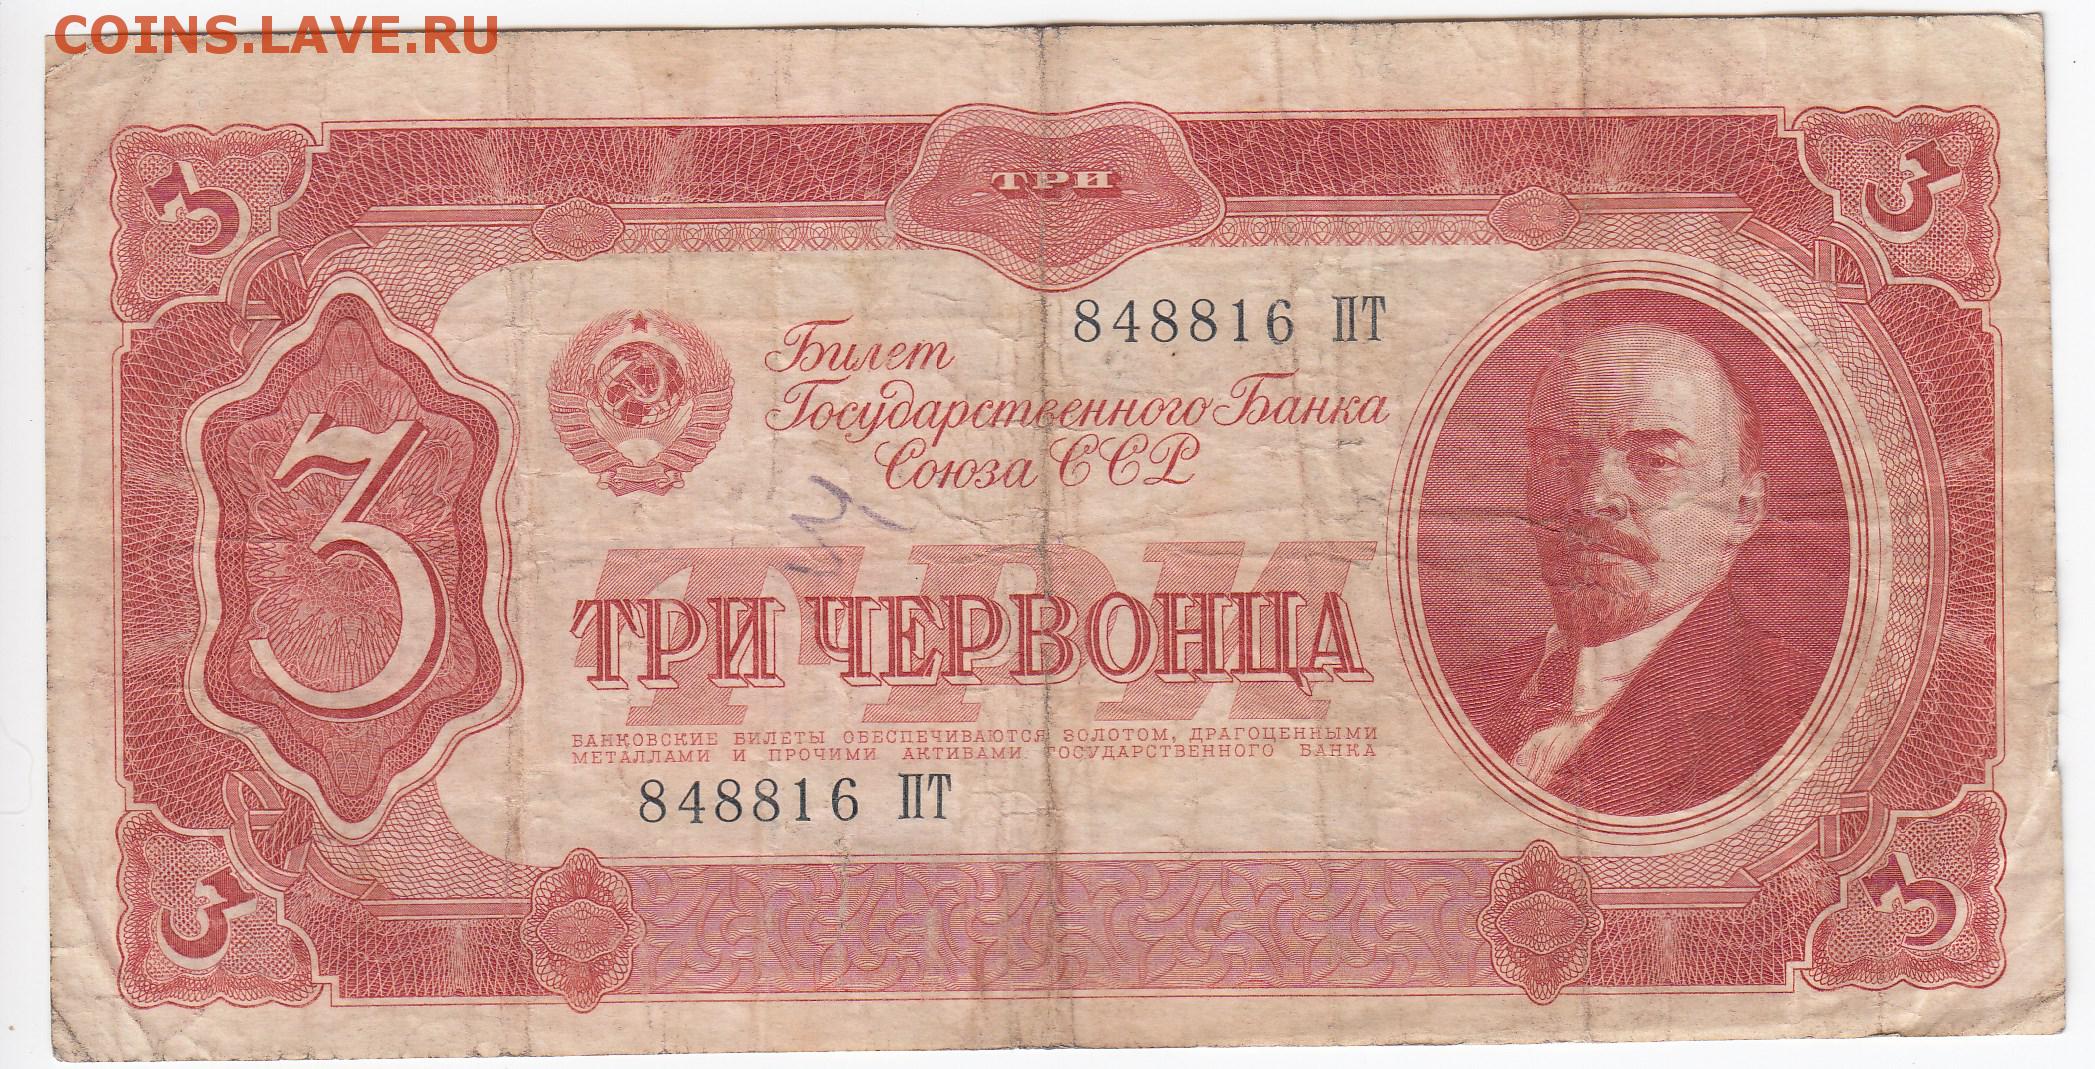 COINS.LAVE.RU
3
3
ТРИ
848816 ПТ
Билет
Государственного Банка
Союза ССР
3
ТРИ
ТРИ ЧЕРВОНЦА
БАНКОВСКИЕ БИЛЕТЫ ОБЕСПЕЧИВАЮТСЯ ЗОЛОТОМ, ДРАГОЦЕННЫМИ
МЕТАЛЛАМИ И ПРОЧИМИ АКТИВАМИ ГОСУДАРСТВЕННОГО БАНКА
848816 ПТ
3
3